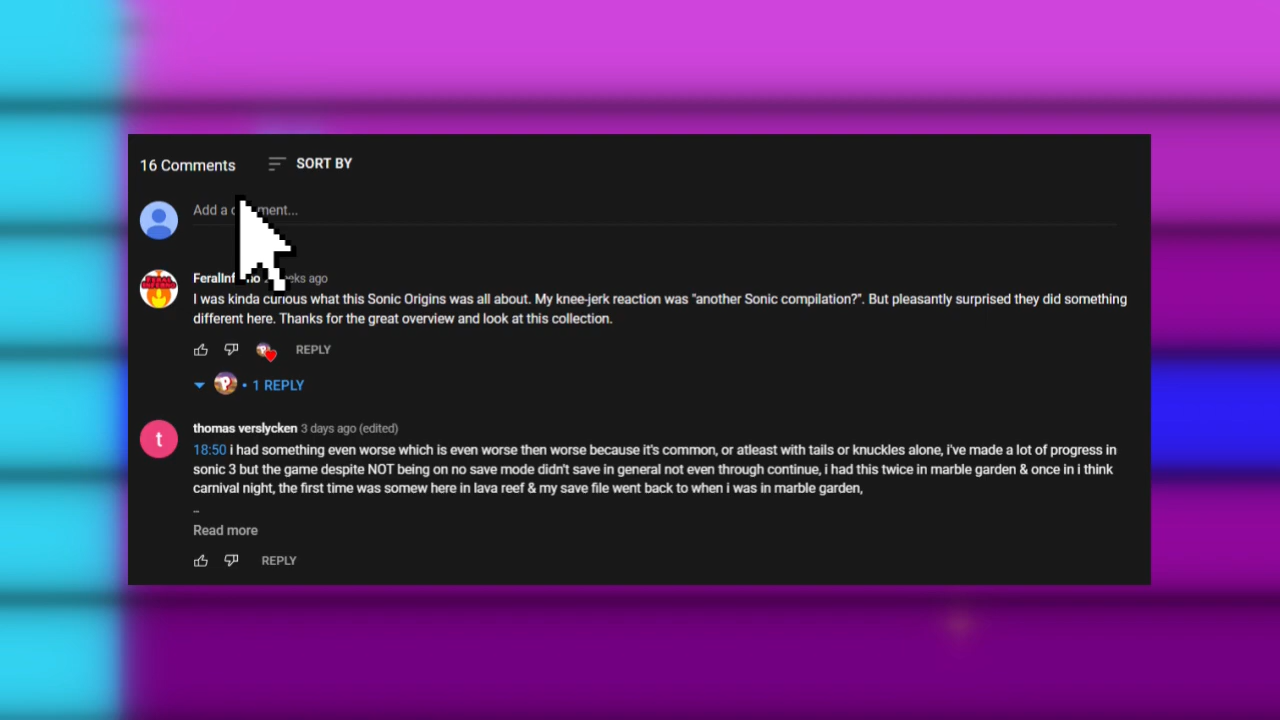 16 Comments
SORT BY
Add a
FeralInf ago
I was kinda curious what this Sonic Origins was all about. My knee-jerk reaction was "another Sonic compilation?". But pleasantly surprised they did something
different here. Thanks for the great overview and look at this collection.
REPLY
P • 1 REPLY
t
thomas verslycken 3 days ago (edited)
18:50 i had something even worse which is even worse then worse because it's common, or atleast with tails or knuckles alone, i've made a lot of progress in
sonic 3 but the game despite NOT being on no save mode didn't save in general not even through continue, i had this twice in marble garden & once in i think
carnival night, the first time was somew here in lava reef & my save file went back to when i was in marble garden,
..
Read more
REPLY